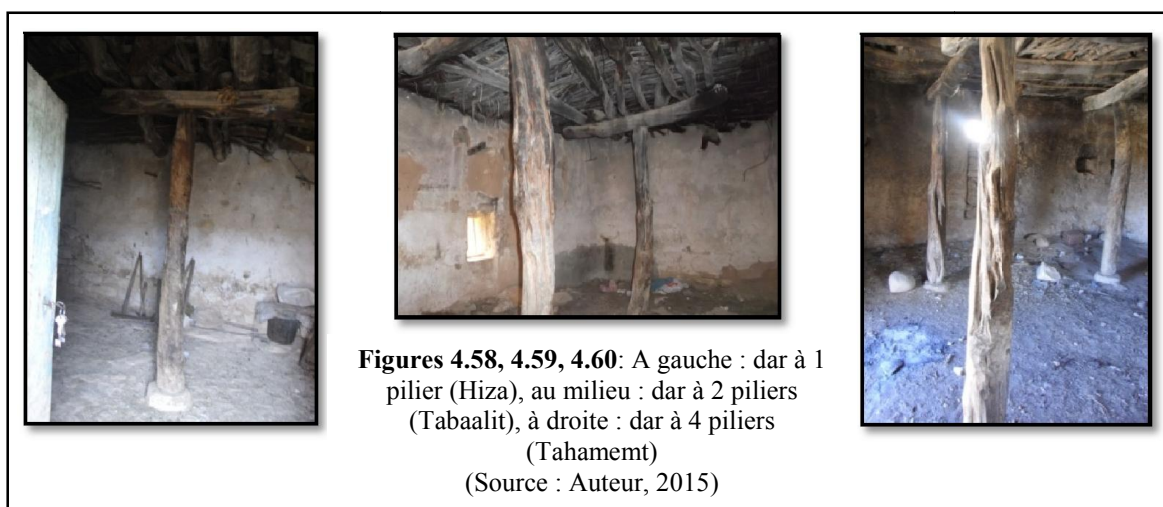 Figures 4.58, 4.59, 4.60: A gauche : dar à 1
pilier (Hiza), au milieu : dar à 2 piliers
(Tabaalit), à droite : dar à 4 piliers
(Tahamemt)
(Source : Auteur, 2015)